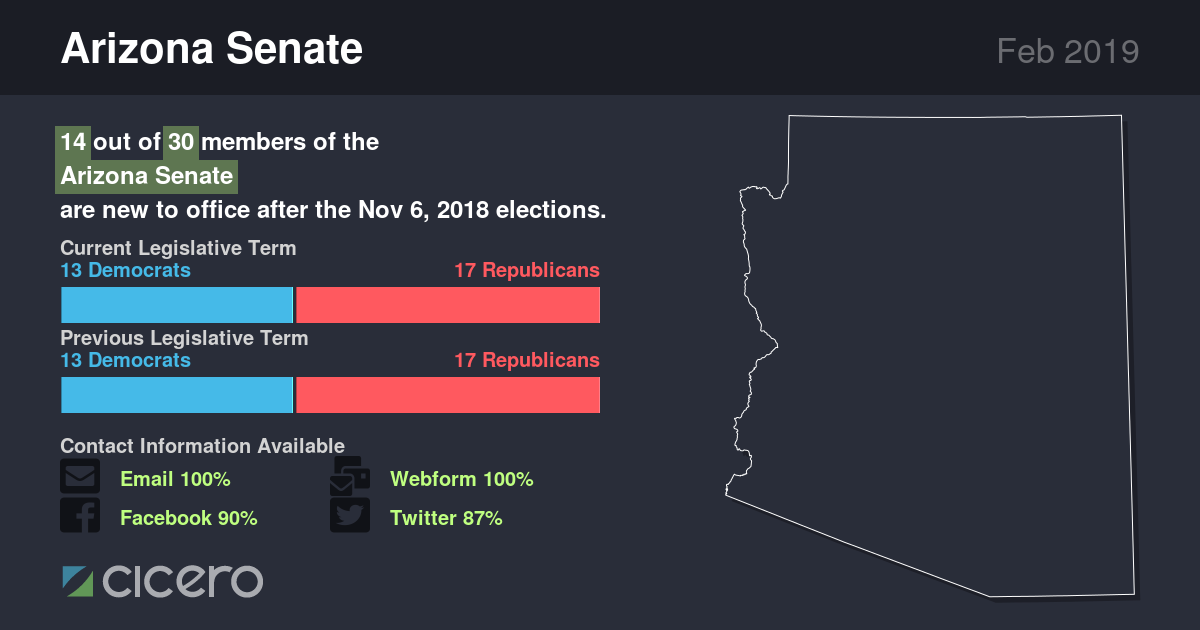 Arizona Senate
Feb 2019
14 out of 30 members of the
Arizona Senate
are new to office after the Nov 6, 2018 elections.
Current Legislative Term
13 Democrats 17 Republicans
Previous Legislative Term
13 Democrats 17 Republicans
Contact Information Available
Email 100% Webform 100%
Facebook 90% Twitter 87%
cicero